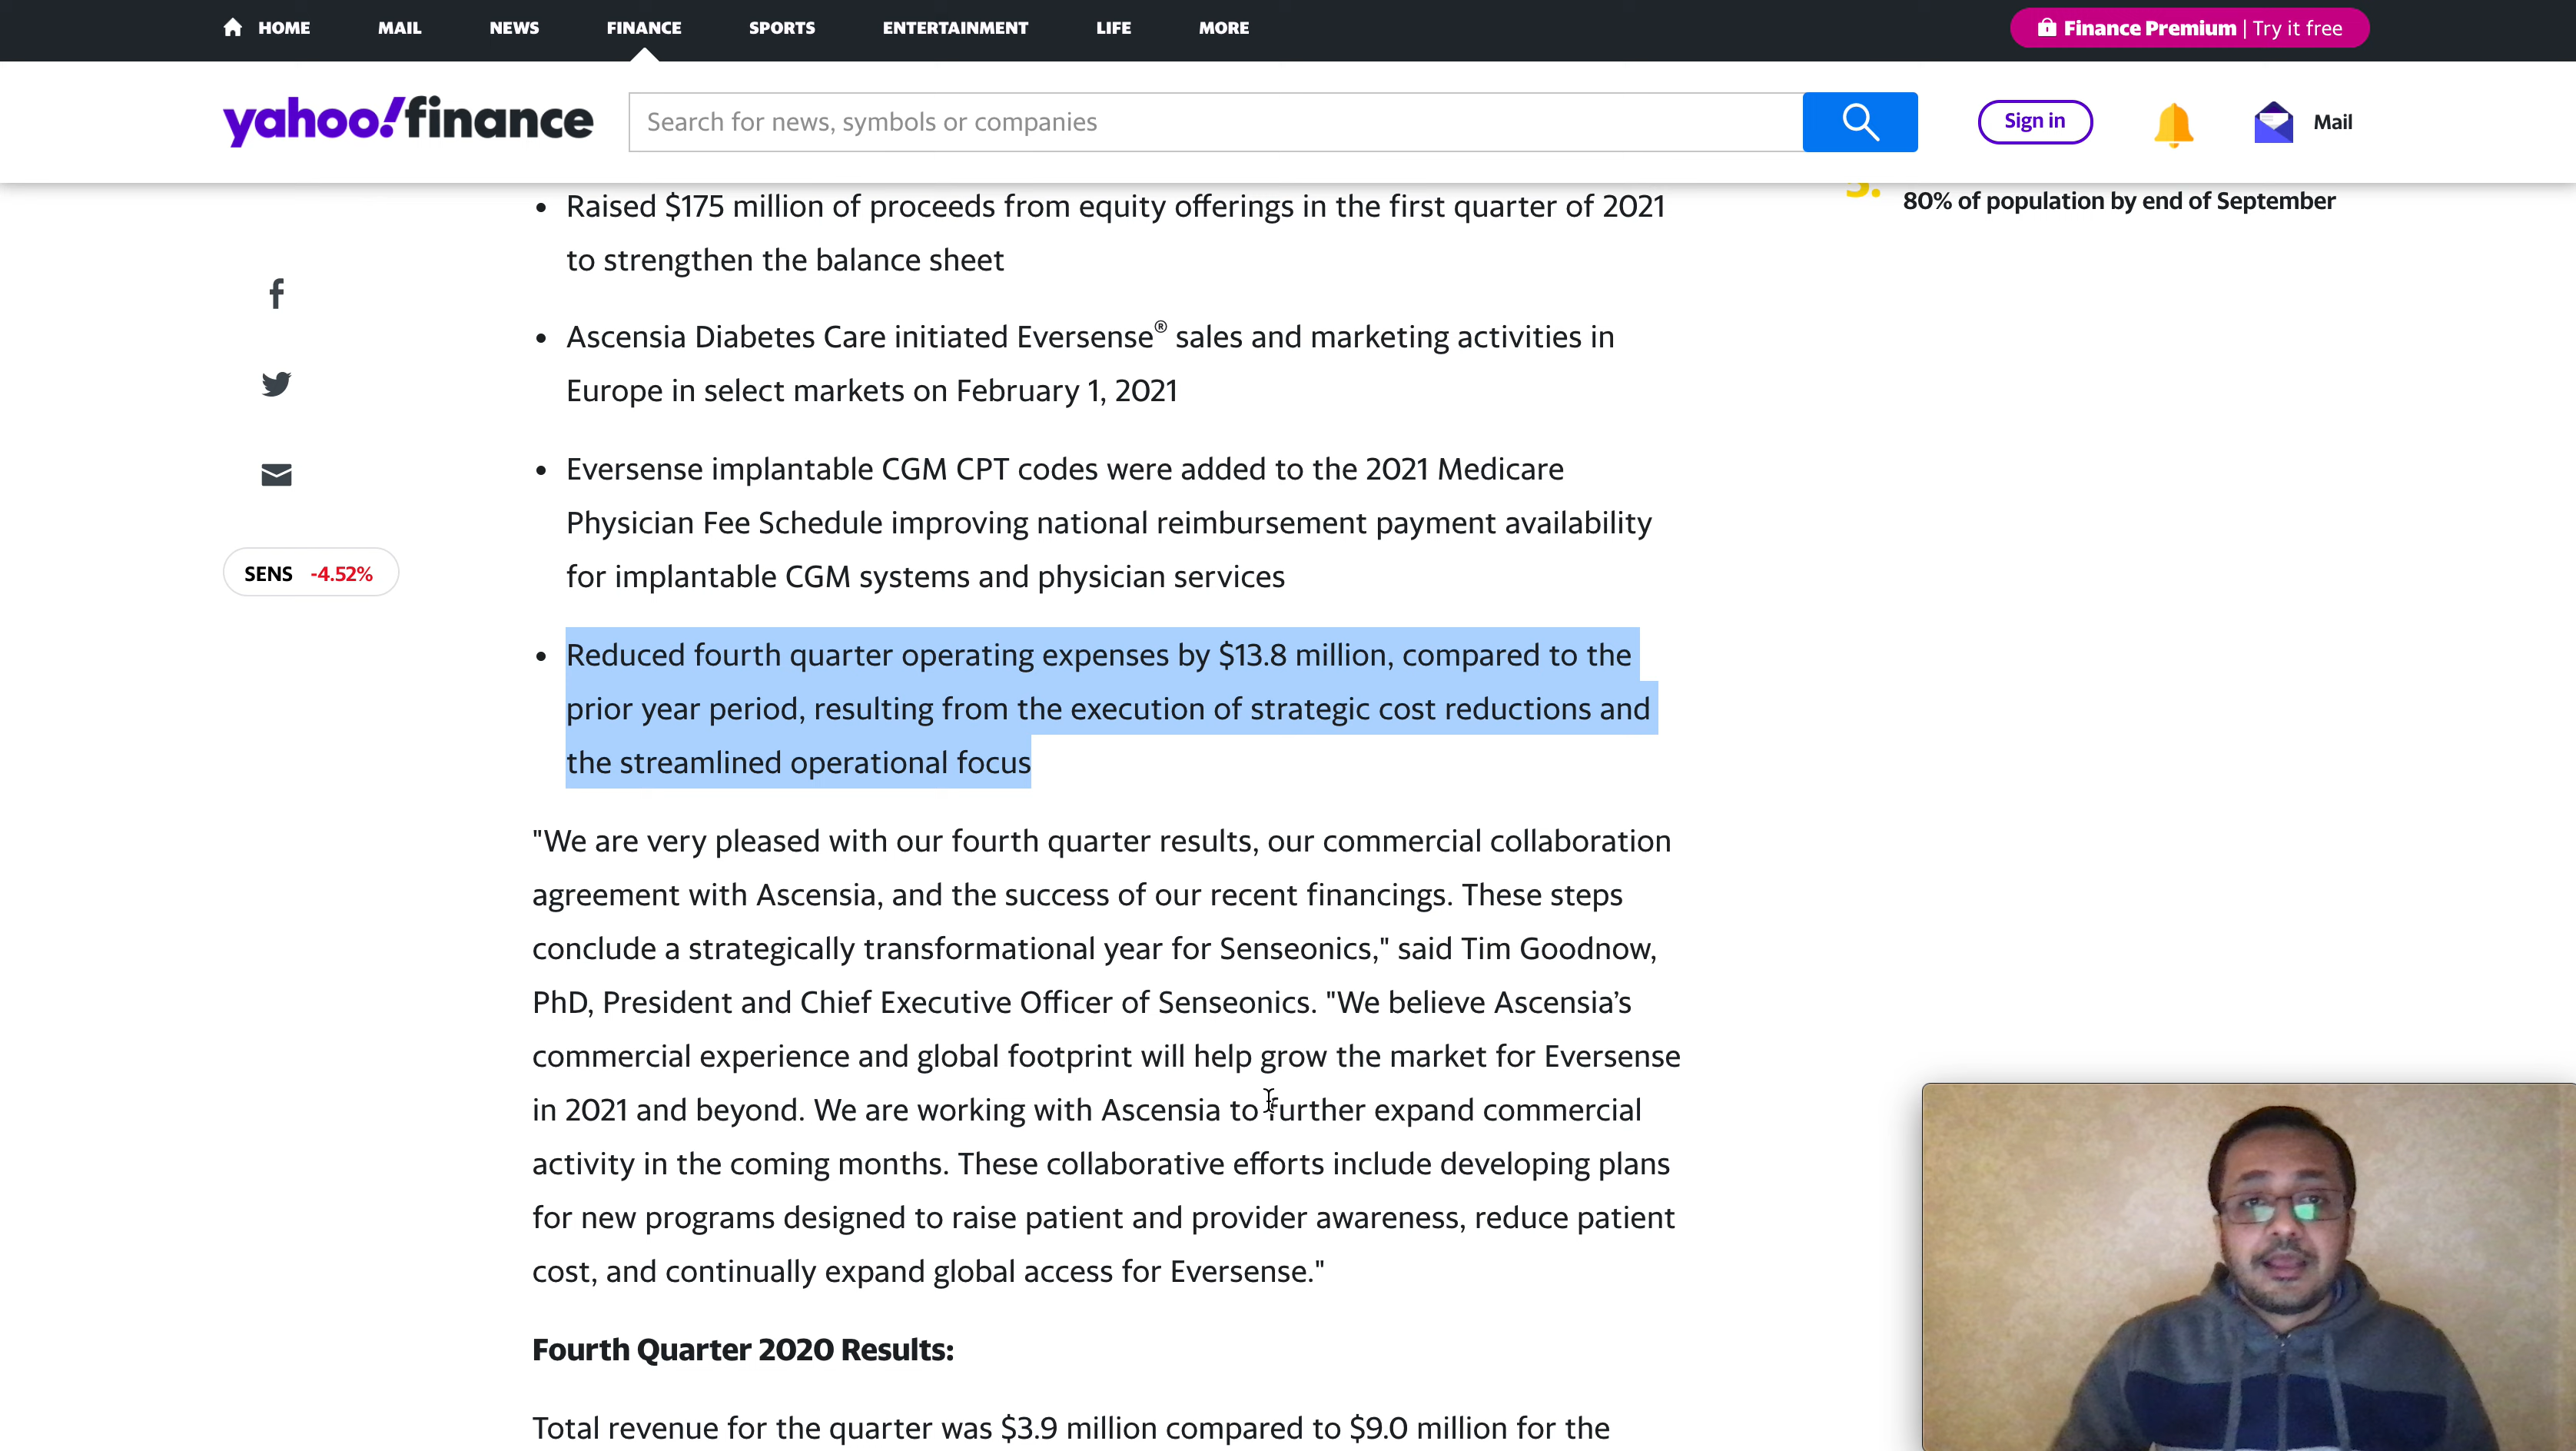 HOME MAIL NEWS FINANCE SPORTS ENTERTAINMENT LIFE MORE Finance Premium | Try it free
yahoo!finance Search for news, symbols or companies Sign in Mail
80% of population by end of September
• Raised $175 million of proceeds from equity offerings in the first quarter of 2021
to strengthen the balance sheet
• Ascensia Diabetes Care initiated Eversense® sales and marketing activities in
Europe in select markets on February 1, 2021
• Eversense implantable CGM CPT codes were added to the 2021 Medicare
Physician Fee Schedule improving national reimbursement payment availability
for implantable CGM systems and physician services
SENS -4.52%
• Reduced fourth quarter operating expenses by $13.8 million, compared to the
prior year period, resulting from the execution of strategic cost reductions and
the streamlined operational focus
"We are very pleased with our fourth quarter results, our commercial collaboration
agreement with Ascensia, and the success of our recent financings. These steps
conclude a strategically transformational year for Senseonics," said Tim Goodnow,
PhD, President and Chief Executive Officer of Senseonics. "We believe Ascensia’s
commercial experience and global footprint will help grow the market for Eversense
in 2021 and beyond. We are working with Ascensia to further expand commercial
activity in the coming months. These collaborative efforts include developing plans
for new programs designed to raise patient and provider awareness, reduce patient
cost, and continually expand global access for Eversense."
Fourth Quarter 2020 Results:
Total revenue for the quarter was $3.9 million compared to $9.0 million for the